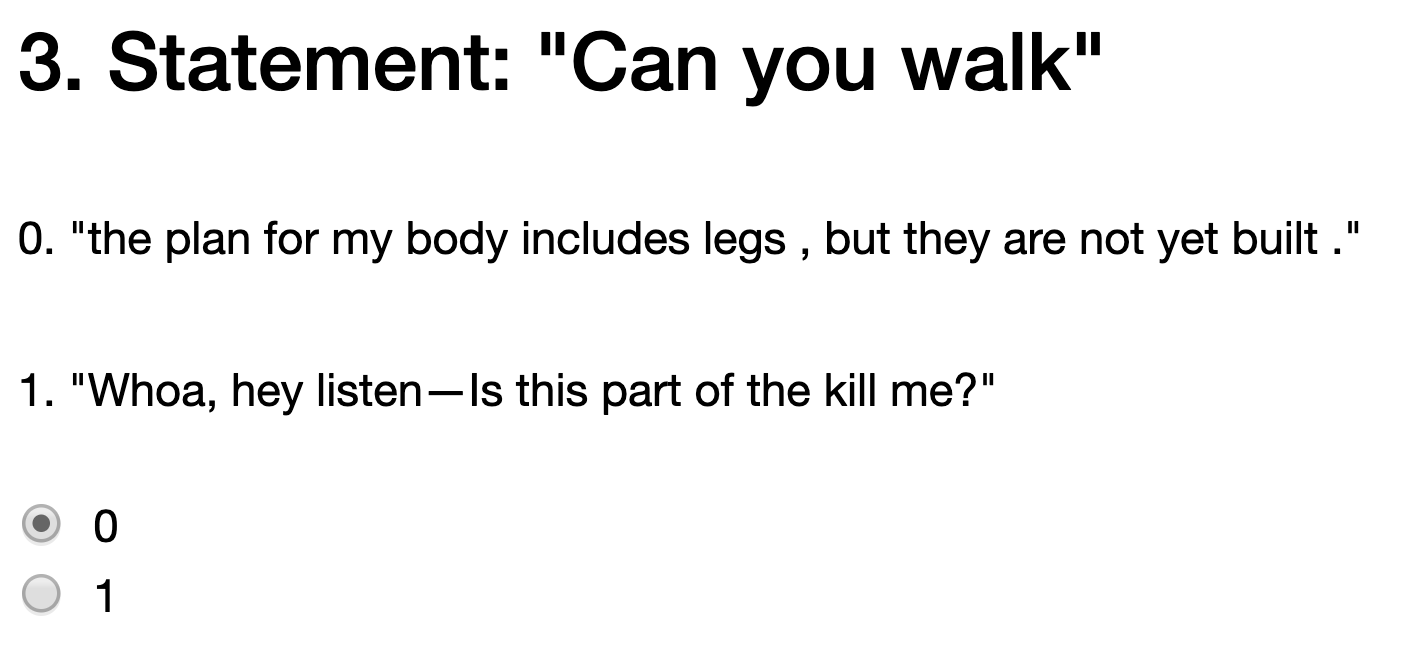 3. Statement: "Can you walk"
0. "the plan for my body includes legs , but they are not yet built ."
1. "Whoa, hey listen—Is this part of the kill me?"
0
1